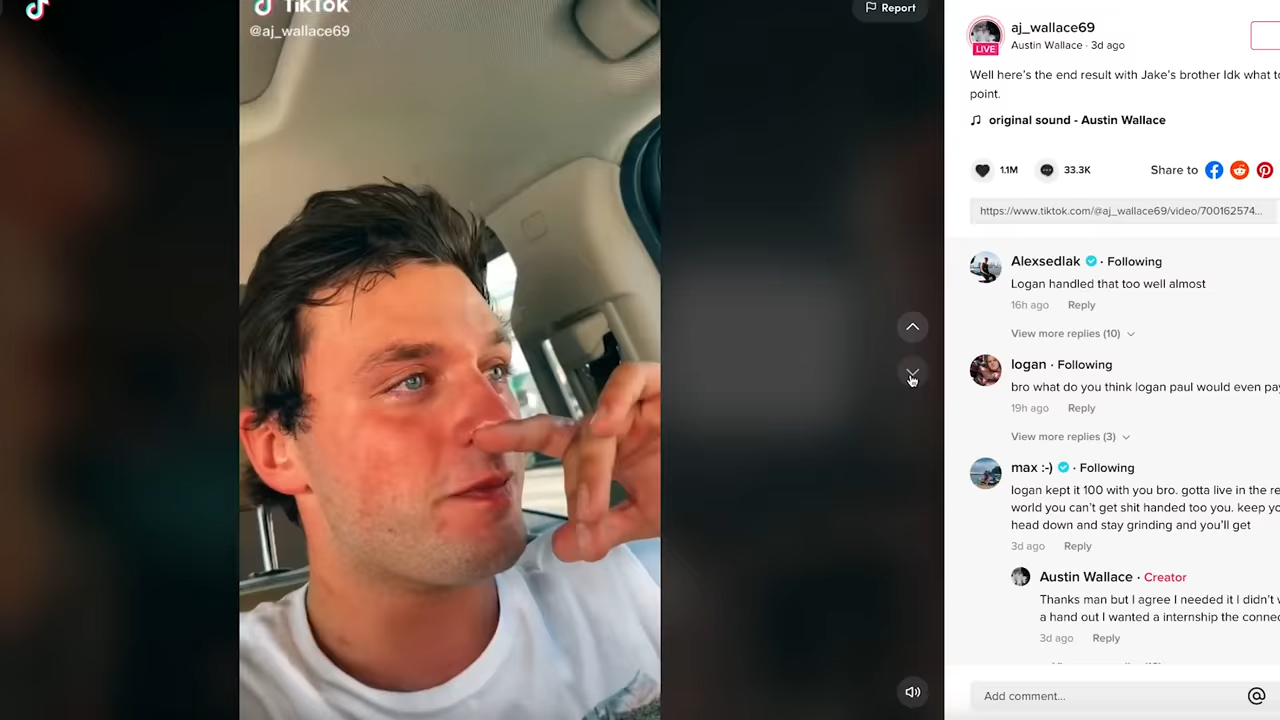 TikTok
@aj_wallace69
Report
aj_wallace69
LIVE
Austin Wallace · 3d ago
Well here's the end result with Jake's brother Idk what to
point.
original sound - Austin Wallace
1.1M
33.3K
Share to
https://www.tiktok.com/@aj_wallace69/video/700162574...
Alexsedlak · Following
Logan handled that too well almost
16h ago Reply
View more replies (10)
logan · Following
bro what do you think logan paul would even pay
19h ago Reply
View more replies (3)
max :-) · Following
logan kept it 100 with you bro. gotta live in the re
world you can't get shit handed too you. keep yo
head down and stay grinding and you'll get
3d ago Reply
Austin Wallace · Creator
Thanks man but I agree I needed it I didn't w
a hand out I wanted a internship the connec
3d ago Reply
Add comment...
@